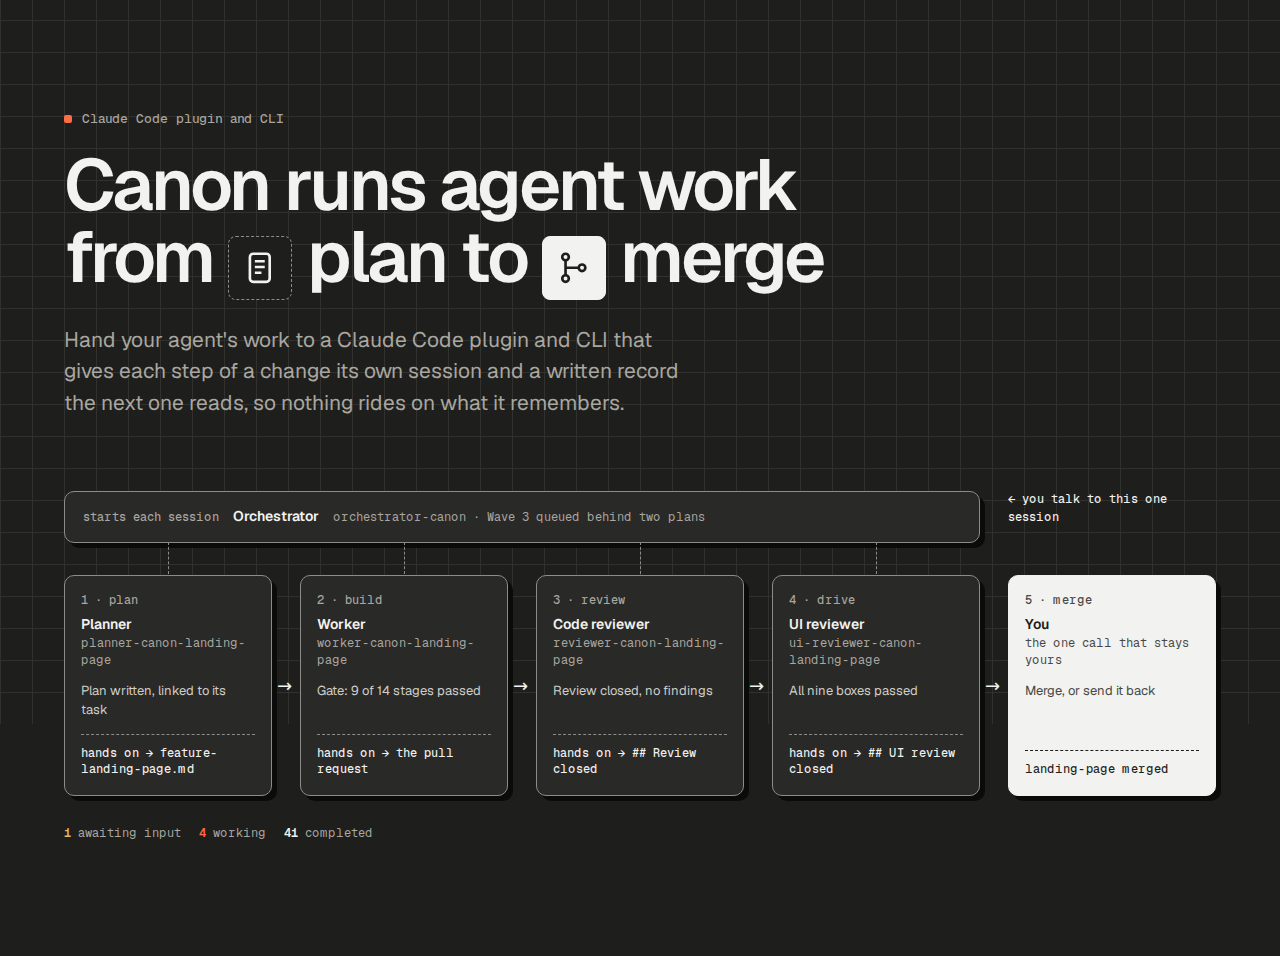 Claude Code plugin and CLI
Canon runs agent work
from plan to merge
Hand your agent's work to a Claude Code plugin and CLI that
gives each step of a change its own session and a written record
the next one reads, so nothing rides on what it remembers.
starts each session Orchestrator orchestrator-canon · Wave 3 queued behind two plans
← you talk to this one
session
1 · plan
Planner
planner-canon-landing-
page
Plan written, linked to its
task
hands on → feature-
landing-page.md
→
2 · build
Worker
worker-canon-landing-
page
Gate: 9 of 14 stages passed
hands on → the pull
request
→
3 · review
Code reviewer
reviewer-canon-landing-
page
Review closed, no findings
hands on → ## Review
closed
→
4 · drive
UI reviewer
ui-reviewer-canon-
landing-page
All nine boxes passed
hands on → ## UI review
closed
→
5 · merge
You
the one call that stays
yours
Merge, or send it back
landing-page merged
1 awaiting input 4 working 41 completed